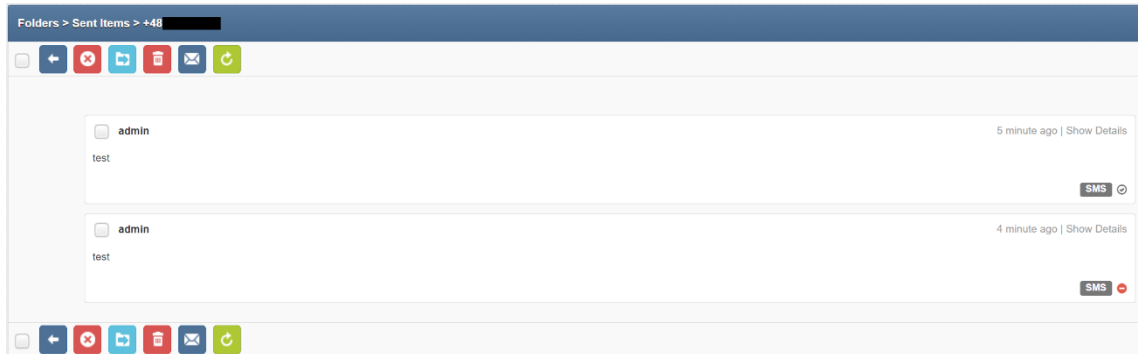 Folders > Sent Items > +48
admin
5 minute ago | Show Details
test
SMS
admin
4 minute ago | Show Details
test
SMS